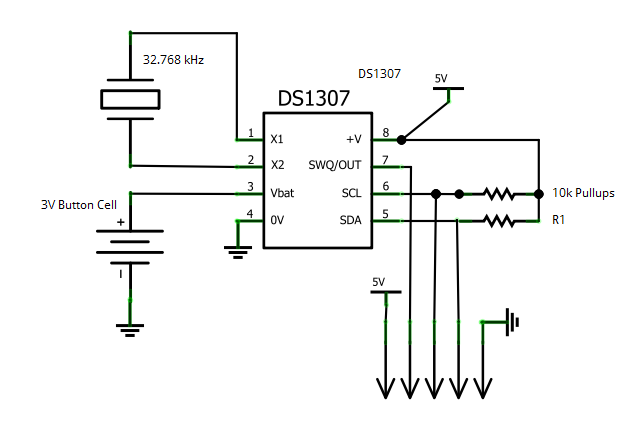 32.768 kHz
DS1307
5V
DS1307
1 X1 +V 8
2 X2 SWQ/OUT 7
3 Vbat SCL 6
4 0V SDA 5
10k Pullups
R1
3V Button Cell
+
5V